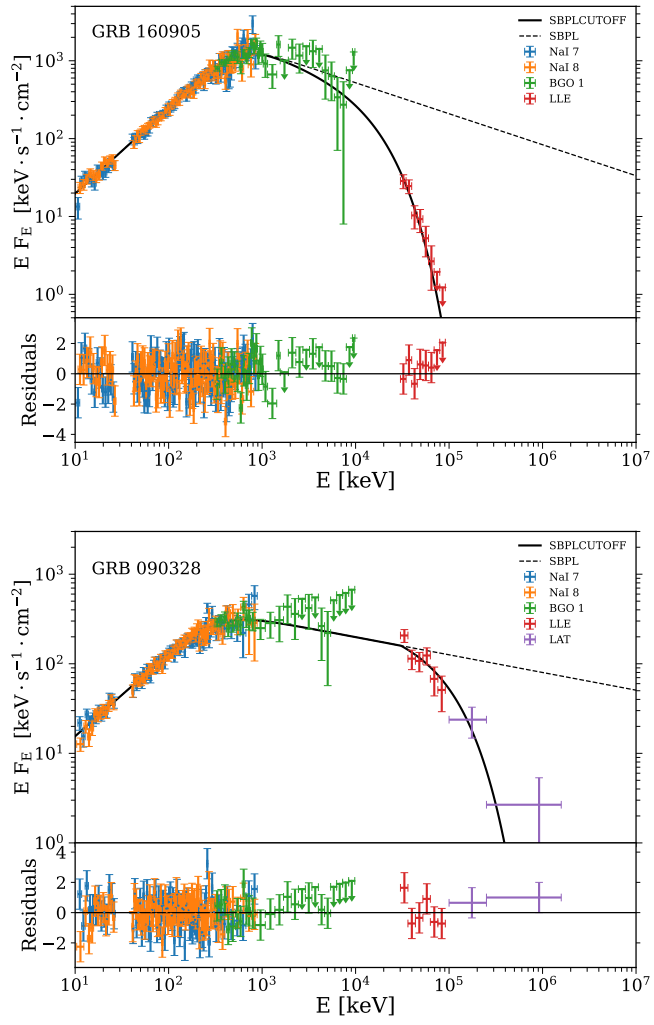 GRB 160905
SBPLCUTOFF
SBPL
NaI 7
NaI 8
BGO 1
LLE
10³
10²
10¹
10⁰
E F_E [keV · s⁻¹ · cm⁻²]
2
0
−2
−4
Residuals
10¹ 10² 10³ 10⁴ 10⁵ 10⁶ 10⁷
E [keV]
GRB 090328
SBPLCUTOFF
SBPL
NaI 7
NaI 8
BGO 1
LLE
LAT
10³
10²
10¹
10⁰
E F_E [keV · s⁻¹ · cm⁻²]
4
2
0
−2
Residuals
10¹ 10² 10³ 10⁴ 10⁵ 10⁶ 10⁷
E [keV]